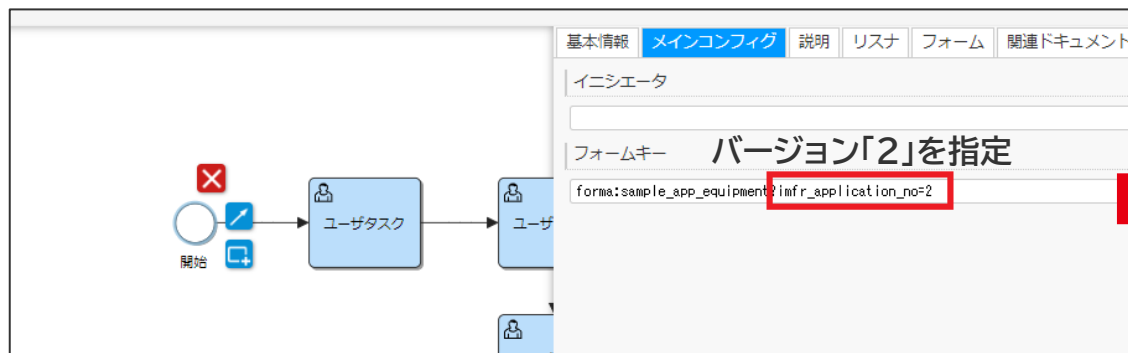 基本情報 メインコンフィグ 説明 リスナ フォーム 関連ドキュメント
イニシエータ
フォームキー バージョン「2」を指定
forma:sample_app_equipment?imfr_application_no=2
ユーザタスク
ユーザ
開始